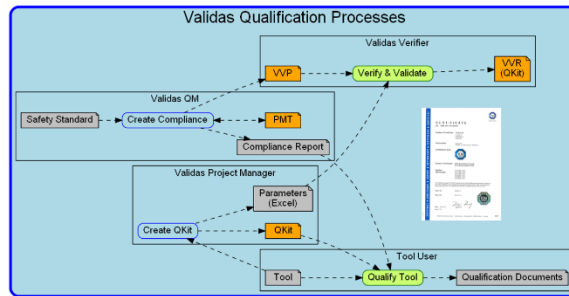 Validas Qualification Processes
Validas Verifier
VVP
Verify & Validate
VVR
(QKit)
Validas QM
Safety Standard
Create Compliance
PMT
Compliance Report
Validas Project Manager
Parameters
(Excel)
Create QKit
QKit
Tool User
Tool
Qualify Tool
Qualification Documents